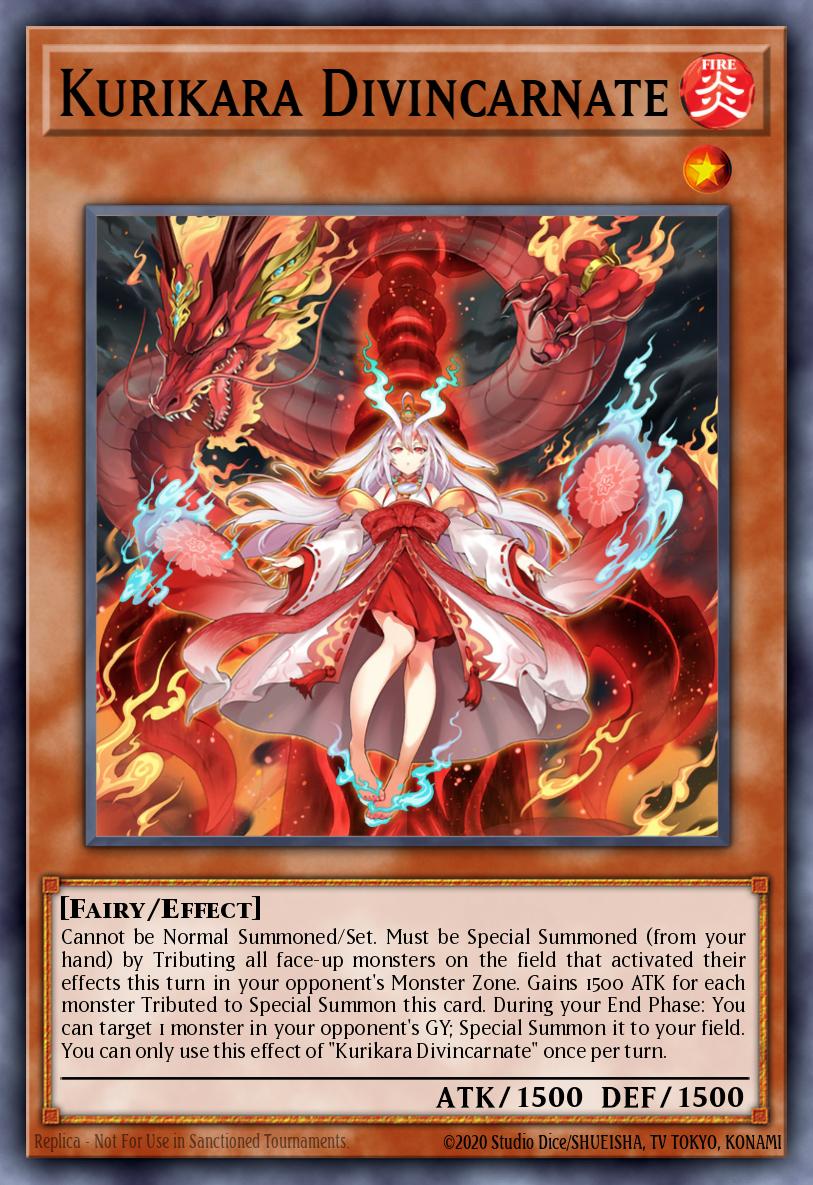 Kurikara Divincarnate
FIRE
炎
[Fairy/Effect]
Cannot be Normal Summoned/Set. Must be Special Summoned (from your
hand) by Tributing all face-up monsters on the field that activated their
effects this turn in your opponent's Monster Zone. Gains 1500 ATK for each
monster Tributed to Special Summon this card. During your End Phase: You
can target 1 monster in your opponent's GY; Special Summon it to your field.
You can only use this effect of "Kurikara Divincarnate" once per turn.
ATK/1500 DEF/1500
Replica - Not For Use in Sanctioned Tournaments.
©2020 Studio Dice/SHUEISHA, TV TOKYO, KONAMI